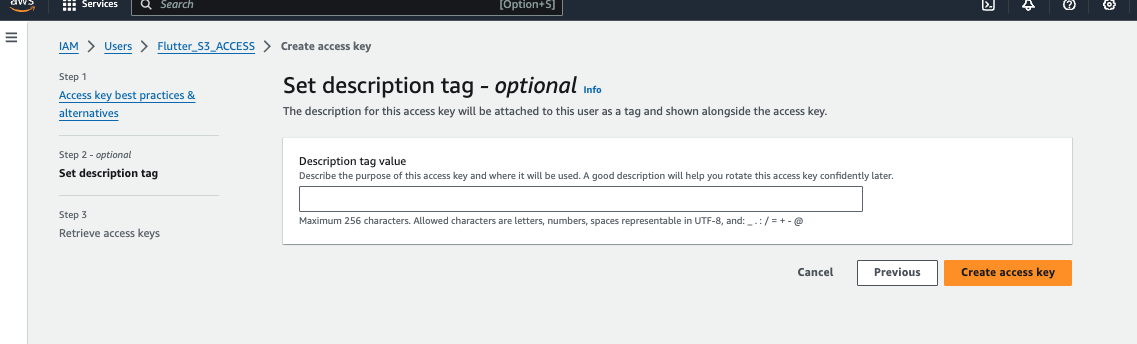 aws
Services
Search
[Option+S]
IAM > Users > Flutter_S3_ACCESS > Create access key
Step 1
Access key best practices &
alternatives
Step 2 - optional
Set description tag
Step 3
Retrieve access keys
Set description tag - optional Info
The description for this access key will be attached to this user as a tag and shown alongside the access key.
Description tag value
Describe the purpose of this access key and where it will be used. A good description will help you rotate this access key confidently later.
Maximum 256 characters. Allowed characters are letters, numbers, spaces representable in UTF-8, and: _ . : / = + - @
Cancel
Previous
Create access key